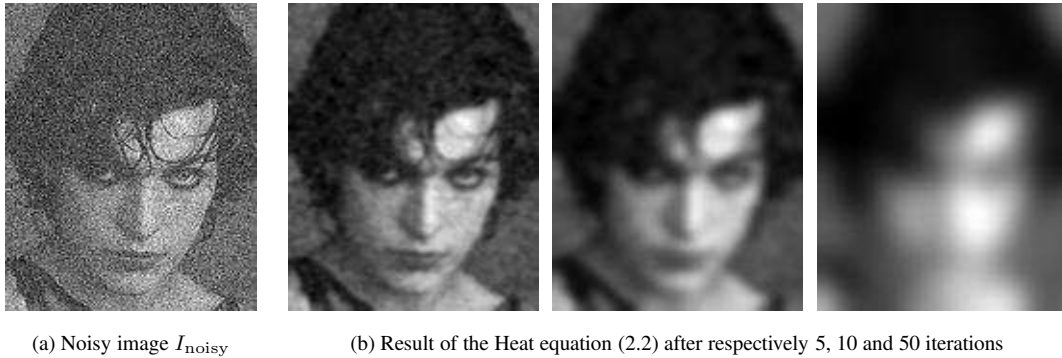 (a) Noisy image I_noisy
(b) Result of the Heat equation (2.2) after respectively 5, 10 and 50 iterations